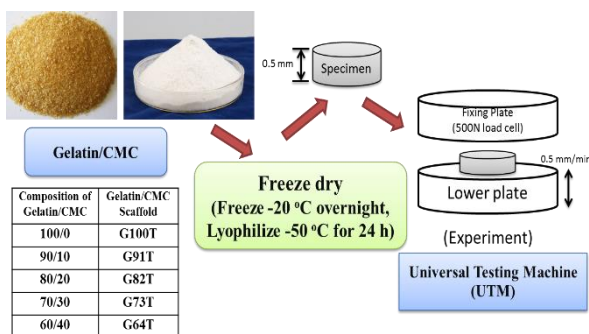 0.5 mm
Specimen
Fixing Plate
(500N load cell)
0.5 mm/min
Lower plate
(Experiment)
Universal Testing Machine
(UTM)
Gelatin/CMC
Freeze dry
(Freeze -20 °C overnight,
Lyophilize -50 °C for 24 h)
Composition of Gelatin/CMC
Gelatin/CMC Scaffold
100/0 G100T
90/10 G91T
80/20 G82T
70/30 G73T
60/40 G64T